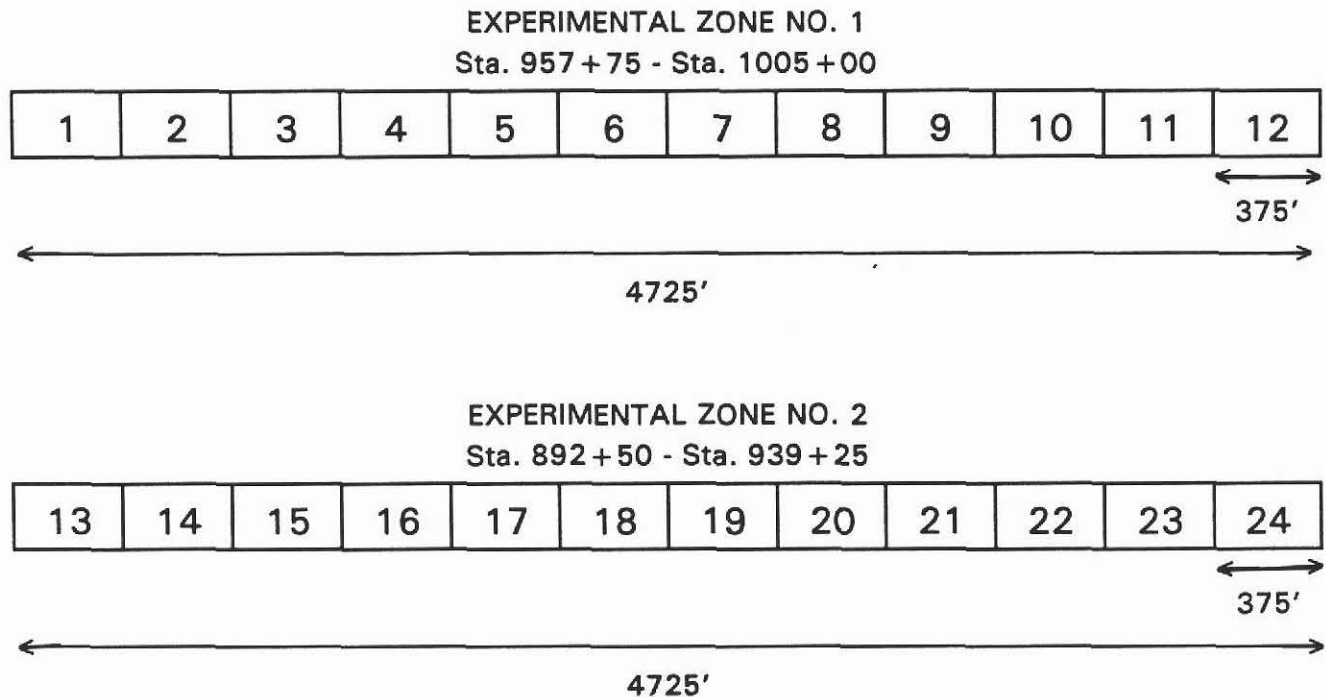 EXPERIMENTAL ZONE NO. 1
Sta. 957+75 - Sta. 1005+00
1 2 3 4 5 6 7 8 9 10 11 12
375'
4725'
EXPERIMENTAL ZONE NO. 2
Sta. 892+50 - Sta. 939+25
13 14 15 16 17 18 19 20 21 22 23 24
375'
4725'